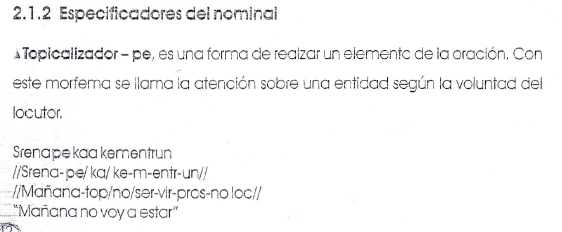 2.1.2 Especificadores del nominal
▲Topicalizador – pe, es una forma de realzar un elemento de la oración. Con
este morfema se llama la atención sobre una entidad según la voluntad del
locutor.
Srenape kaa kementrun
//Srena-pe/ ka/ ke-m-entr-un//
//Mañana-top/no/ser-vir-pros-no loc//
"Mañana no voy a estar"